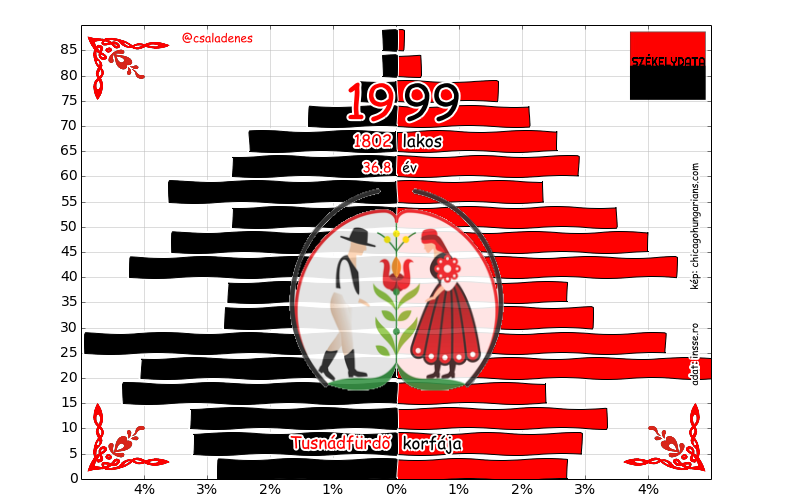 @csaladenes
SZÉKELYDATA
1999
1802 lakos
36.8 év
kép: chicagohungarians.com
adat: insse.ro
Tusnádfürdő korfája
85
80
75
70
65
60
55
50
45
40
35
30
25
20
15
10
5
0
4% 3% 2% 1% 0% 1% 2% 3% 4%